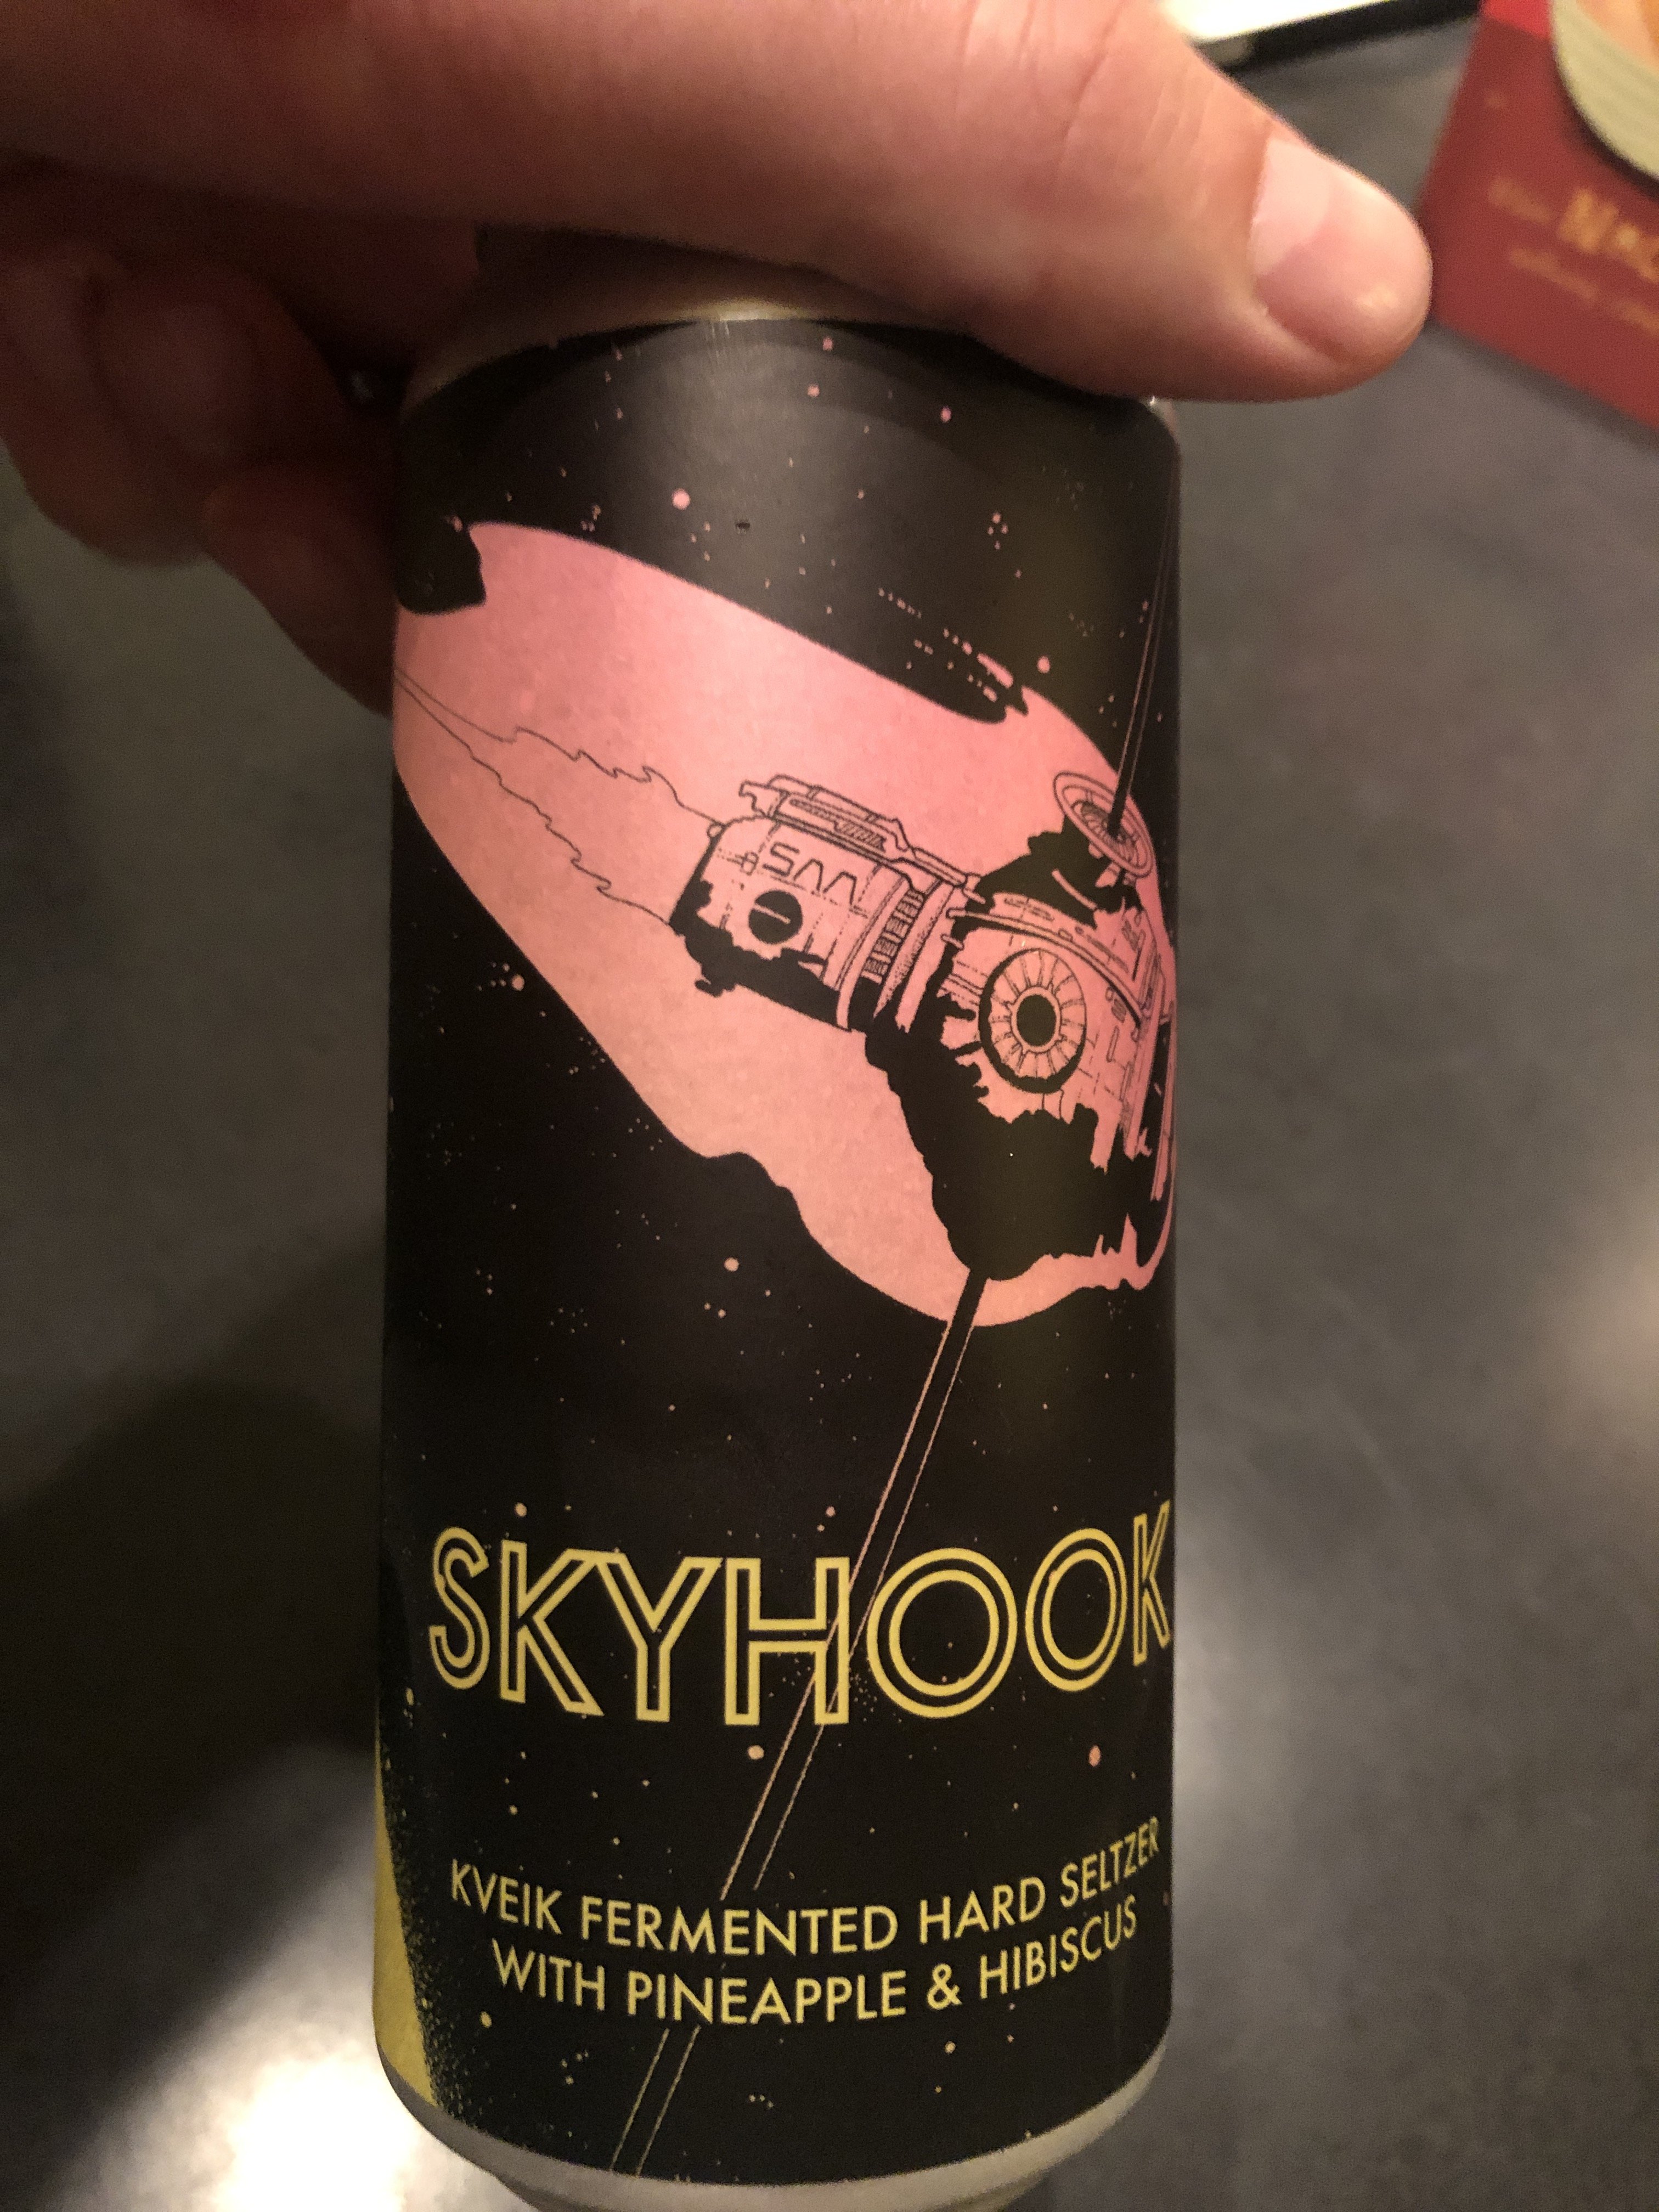 SKYHOOK
KVEIK FERMENTED HARD SELTZER
WITH PINEAPPLE & HIBISCUS